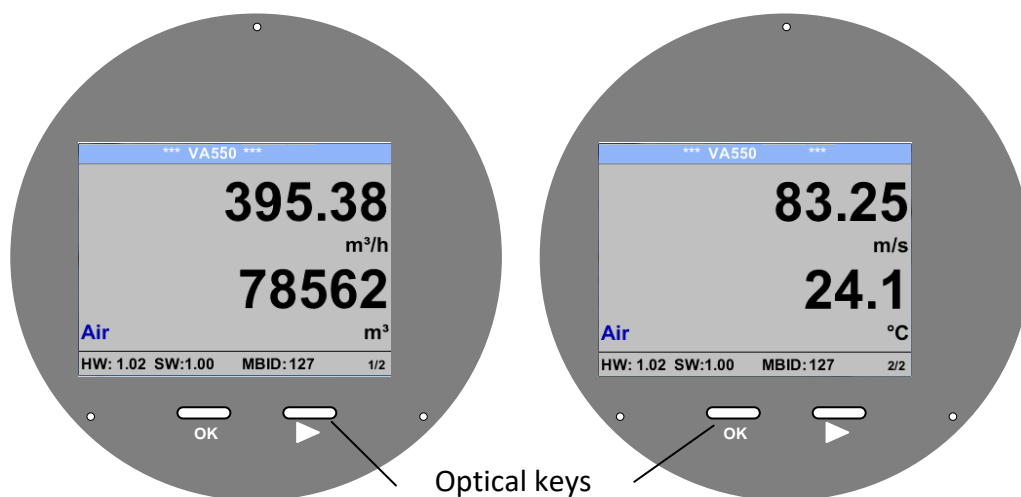 *** VA550 ***
395.38
m³/h
78562
Air m³
HW: 1.02 SW:1.00 MBID:127 1/2
OK
*** VA550 ***
83.25
m/s
24.1
Air °C
HW: 1.02 SW:1.00 MBID:127 2/2
OK
Optical keys